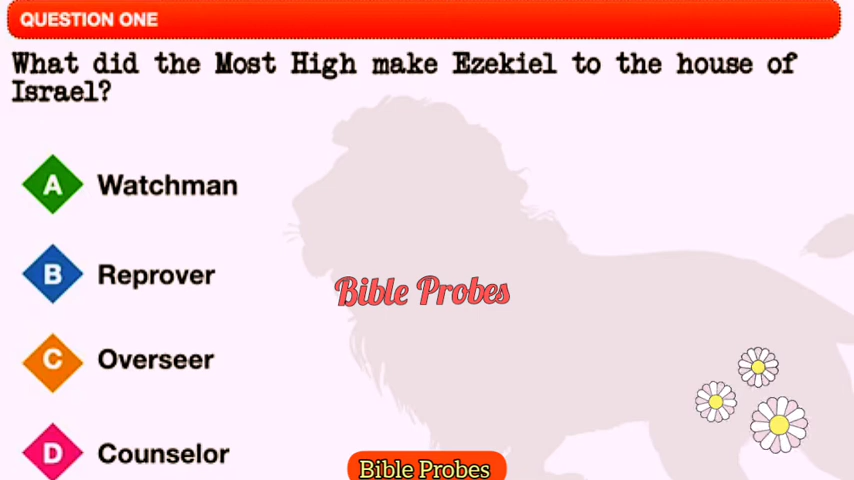 QUESTION ONE
What did the Most High make Ezekiel to the house of
Israel?
A Watchman
B Reprover
Bible Probes
C Overseer
D Counselor
Bible Probes